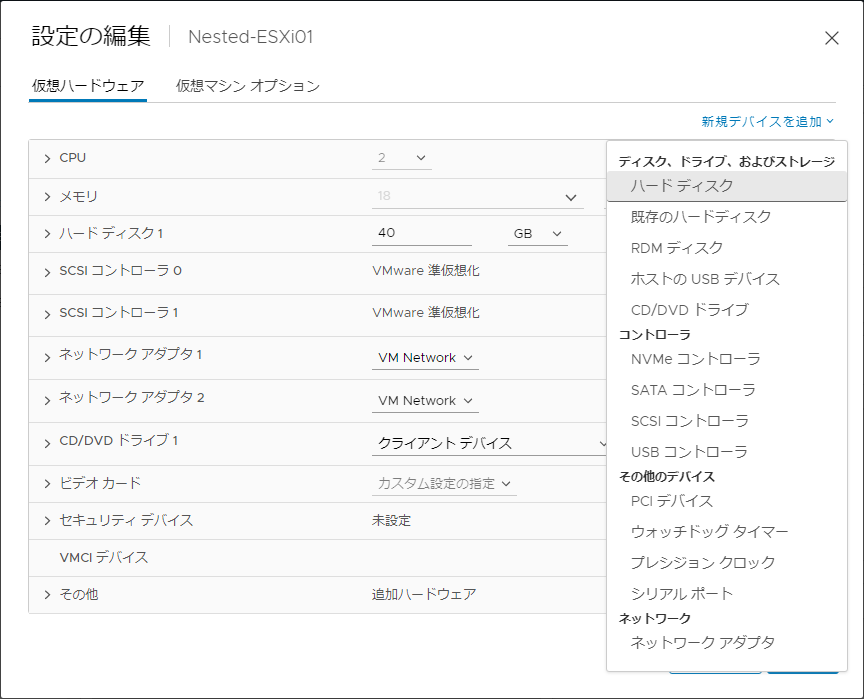 設定の編集 Nested-ESXi01
仮想ハードウェア 仮想マシン オプション
新規デバイスを追加
CPU 2
メモリ 18
ハード ディスク 1 40 GB
SCSI コントローラ 0 VMware 準仮想化
SCSI コントローラ 1 VMware 準仮想化
ネットワーク アダプタ 1 VM Network
ネットワーク アダプタ 2 VM Network
CD/DVD ドライブ 1 クライアント デバイス
ビデオ カード カスタム設定の指定
セキュリティ デバイス 未設定
VMCI デバイス
その他 追加ハードウェア
ディスク、ドライブ、およびストレージ
ハード ディスク
既存のハードディスク
RDM ディスク
ホストの USB デバイス
CD/DVD ドライブ
コントローラ
NVMe コントローラ
SATA コントローラ
SCSI コントローラ
USB コントローラ
その他のデバイス
PCI デバイス
ウォッチドッグ タイマー
プレシジョン クロック
シリアル ポート
ネットワーク
ネットワーク アダプタ